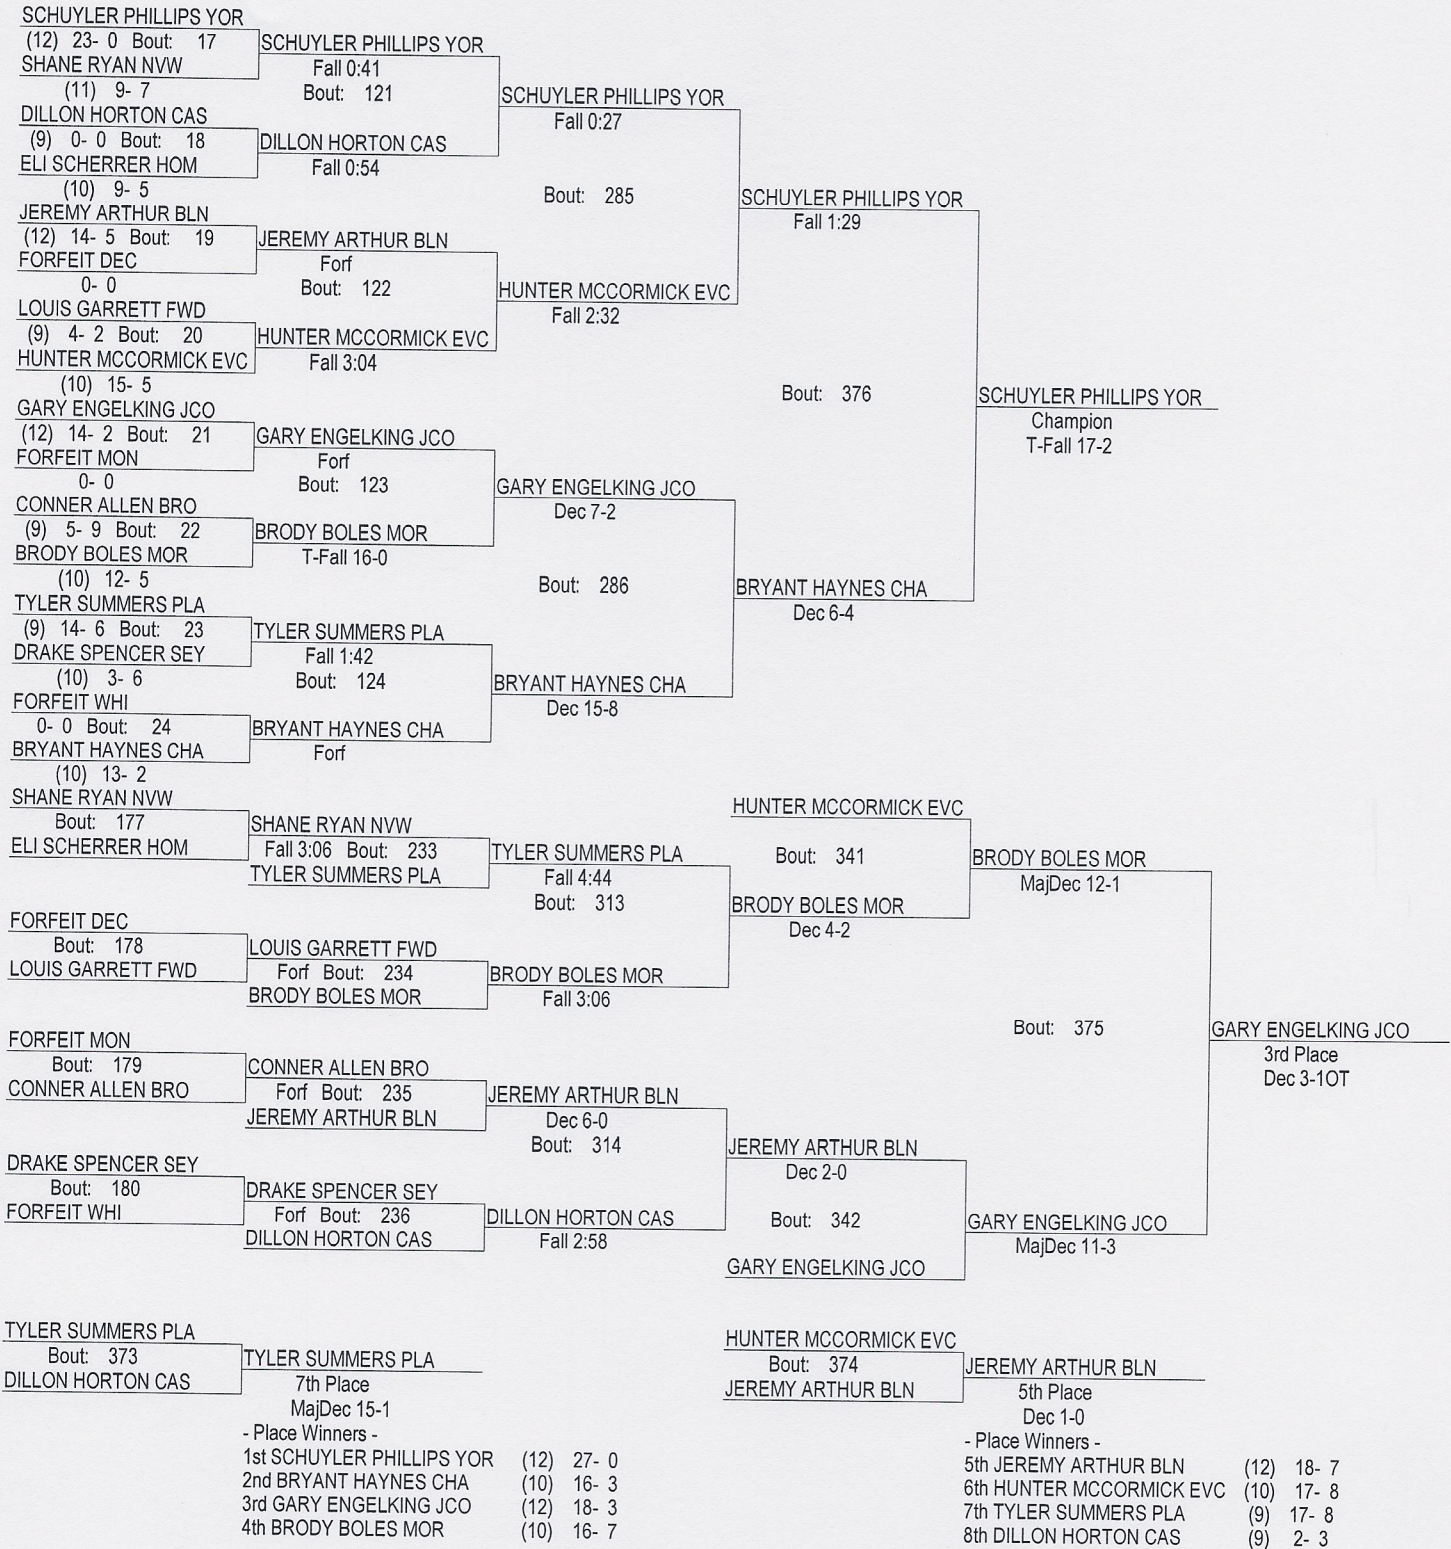 SCHUYLER PHILLIPS YOR
(12) 23- 0 Bout: 17
SHANE RYAN NVW
(11) 9- 7
DILLON HORTON CAS
(9) 0- 0 Bout: 18
ELI SCHERRER HOM
(10) 9- 5
JEREMY ARTHUR BLN
(12) 14- 5 Bout: 19
FORFEIT DEC
0- 0
LOUIS GARRETT FWD
(9) 4- 2 Bout: 20
HUNTER MCCORMICK EVC
(10) 15- 5
GARY ENGELKING JCO
(12) 14- 2 Bout: 21
FORFEIT MON
0- 0
CONNER ALLEN BRO
(9) 5- 9 Bout: 22
BRODY BOLES MOR
(10) 12- 5
TYLER SUMMERS PLA
(9) 14- 6 Bout: 23
DRAKE SPENCER SEY
(10) 3- 6
FORFEIT WHI
0- 0 Bout: 24
BRYANT HAYNES CHA
(10) 13- 2
SCHUYLER PHILLIPS YOR
Fall 0:41
Bout: 121
DILLON HORTON CAS
Fall 0:54
JEREMY ARTHUR BLN
Forf
Bout: 122
HUNTER MCCORMICK EVC
Fall 3:04
GARY ENGELKING JCO
Forf
Bout: 123
BRODY BOLES MOR
T-Fall 16-0
TYLER SUMMERS PLA
Fall 1:42
Bout: 124
BRYANT HAYNES CHA
Forf
SCHUYLER PHILLIPS YOR
Fall 0:27
Bout: 285
HUNTER MCCORMICK EVC
Fall 2:32
GARY ENGELKING JCO
Dec 7-2
Bout: 286
BRYANT HAYNES CHA
Dec 15-8
SCHUYLER PHILLIPS YOR
Fall 1:29
Bout: 376
BRYANT HAYNES CHA
Dec 6-4
SCHUYLER PHILLIPS YOR
Champion
T-Fall 17-2
SHANE RYAN NVW
Bout: 177
ELI SCHERRER HOM
FORFEIT DEC
Bout: 178
LOUIS GARRETT FWD
FORFEIT MON
Bout: 179
CONNER ALLEN BRO
DRAKE SPENCER SEY
Bout: 180
FORFEIT WHI
SHANE RYAN NVW
Fall 3:06 Bout: 233
TYLER SUMMERS PLA
LOUIS GARRETT FWD
Forf Bout: 234
BRODY BOLES MOR
CONNER ALLEN BRO
Forf Bout: 235
JEREMY ARTHUR BLN
DRAKE SPENCER SEY
Forf Bout: 236
DILLON HORTON CAS
TYLER SUMMERS PLA
Fall 4:44
Bout: 313
BRODY BOLES MOR
Fall 3:06
JEREMY ARTHUR BLN
Dec 6-0
Bout: 314
DILLON HORTON CAS
Fall 2:58
HUNTER MCCORMICK EVC
Bout: 341
BRODY BOLES MOR
Dec 4-2
JEREMY ARTHUR BLN
Dec 2-0
Bout: 342
GARY ENGELKING JCO
BRODY BOLES MOR
MajDec 12-1
Bout: 375
GARY ENGELKING JCO
MajDec 11-3
GARY ENGELKING JCO
3rd Place
Dec 3-1OT
TYLER SUMMERS PLA
Bout: 373
DILLON HORTON CAS
TYLER SUMMERS PLA
7th Place
MajDec 15-1
- Place Winners -
1st SCHUYLER PHILLIPS YOR (12) 27- 0
2nd BRYANT HAYNES CHA (10) 16- 3
3rd GARY ENGELKING JCO (12) 18- 3
4th BRODY BOLES MOR (10) 16- 7
HUNTER MCCORMICK EVC
Bout: 374
JEREMY ARTHUR BLN
JEREMY ARTHUR BLN
5th Place
Dec 1-0
- Place Winners -
5th JEREMY ARTHUR BLN (12) 18- 7
6th HUNTER MCCORMICK EVC (10) 17- 8
7th TYLER SUMMERS PLA (9) 17- 8
8th DILLON HORTON CAS (9) 2- 3